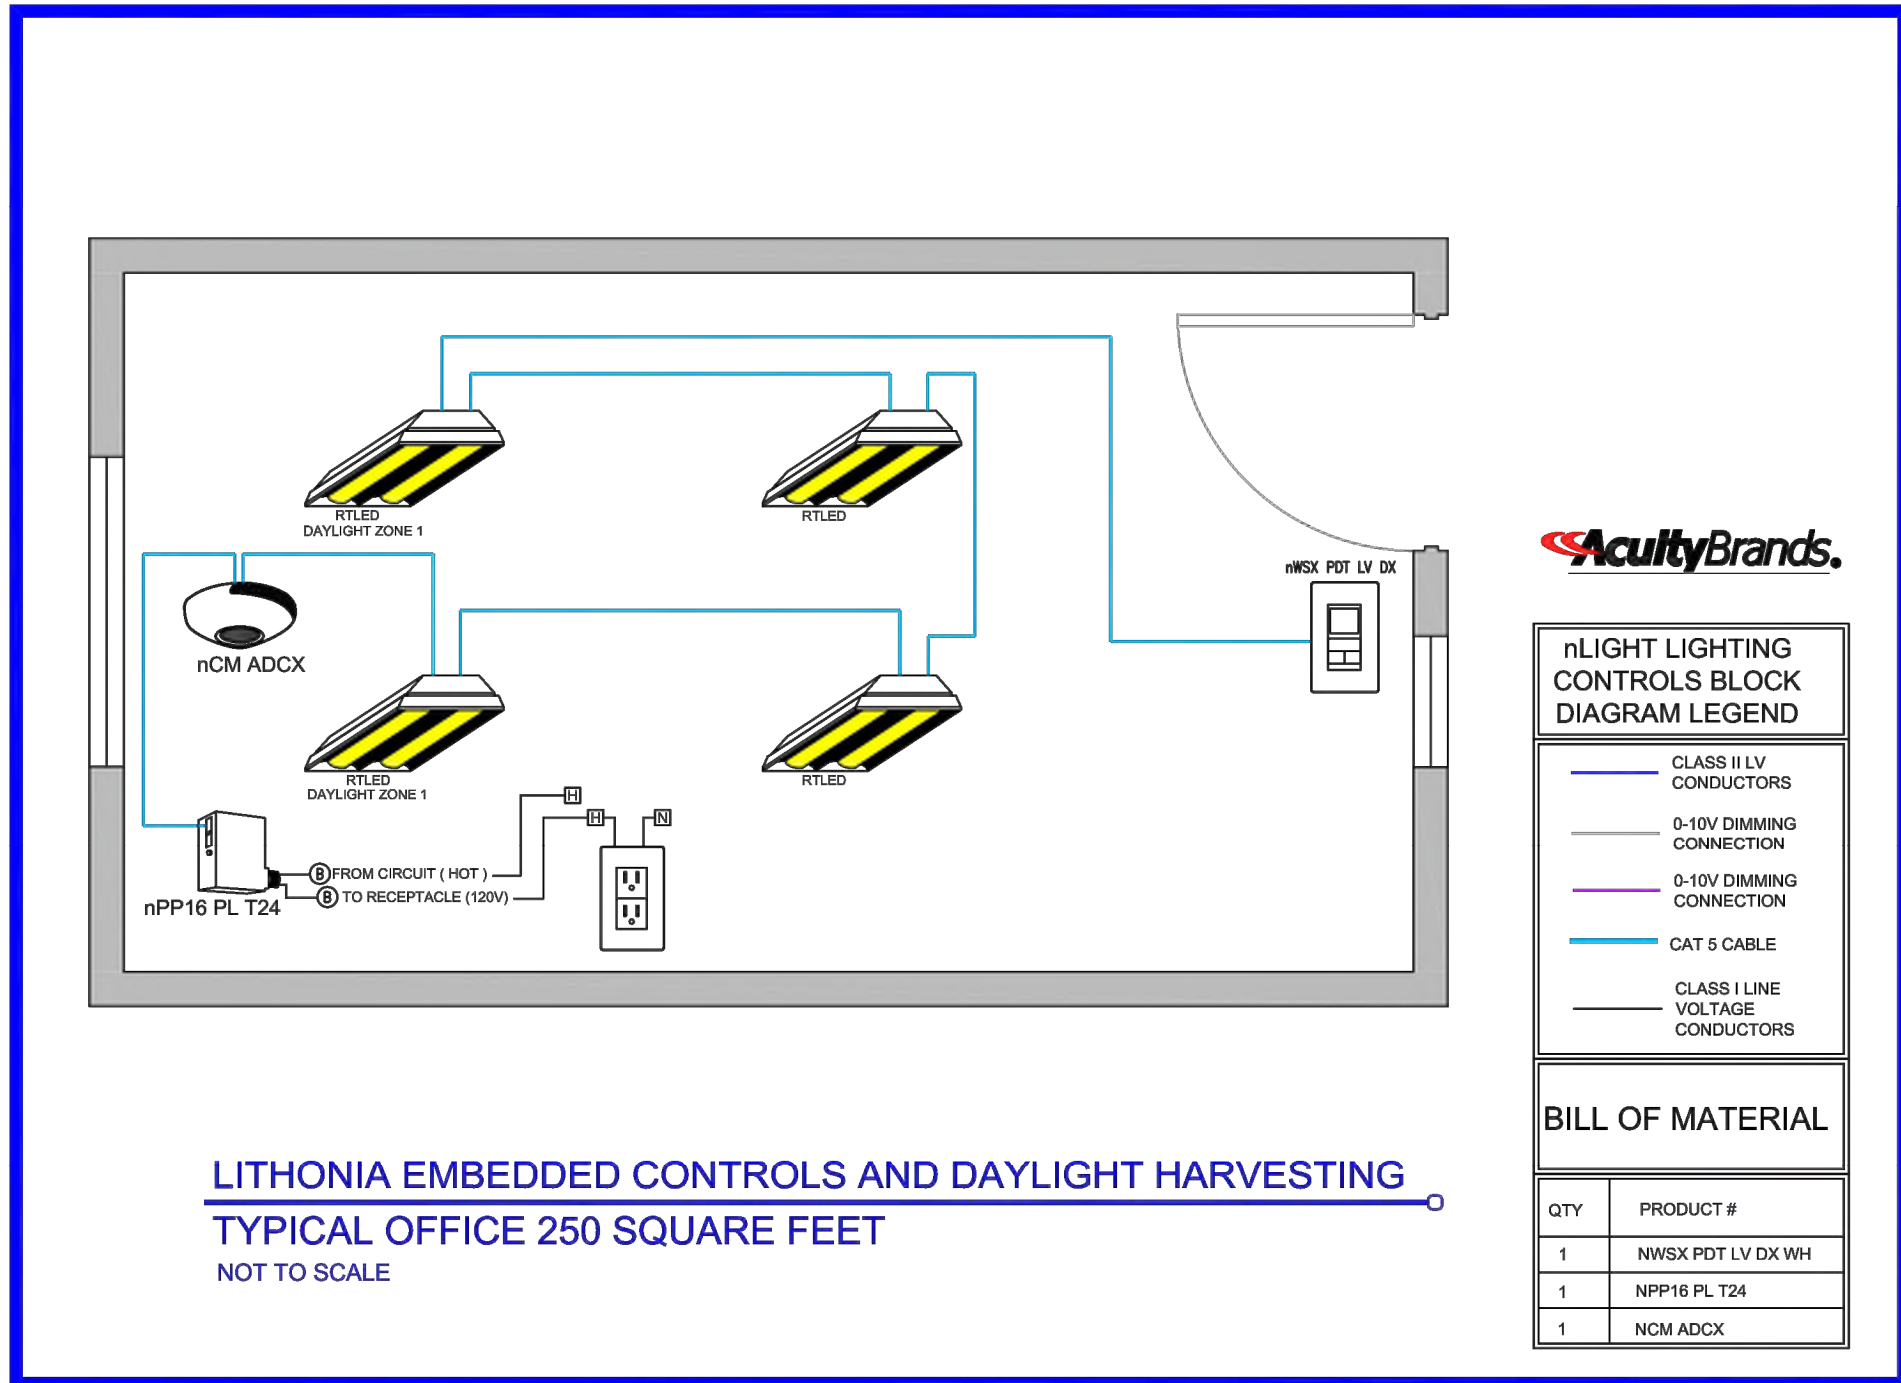 RTLED
DAYLIGHT ZONE 1
RTLED
nWSX PDT LV DX
nCM ADCX
RTLED
DAYLIGHT ZONE 1
RTLED
H
H
N
B FROM CIRCUIT ( HOT )
B TO RECEPTACLE (120V)
nPP16 PL T24
AcuityBrands.
nLIGHT LIGHTING
CONTROLS BLOCK
DIAGRAM LEGEND
CLASS II LV
CONDUCTORS
0-10V DIMMING
CONNECTION
0-10V DIMMING
CONNECTION
CAT 5 CABLE
CLASS I LINE
VOLTAGE
CONDUCTORS
BILL OF MATERIAL
QTY PRODUCT #
1 NWSX PDT LV DX WH
1 NPP16 PL T24
1 NCM ADCX
LITHONIA EMBEDDED CONTROLS AND DAYLIGHT HARVESTING
TYPICAL OFFICE 250 SQUARE FEET
NOT TO SCALE